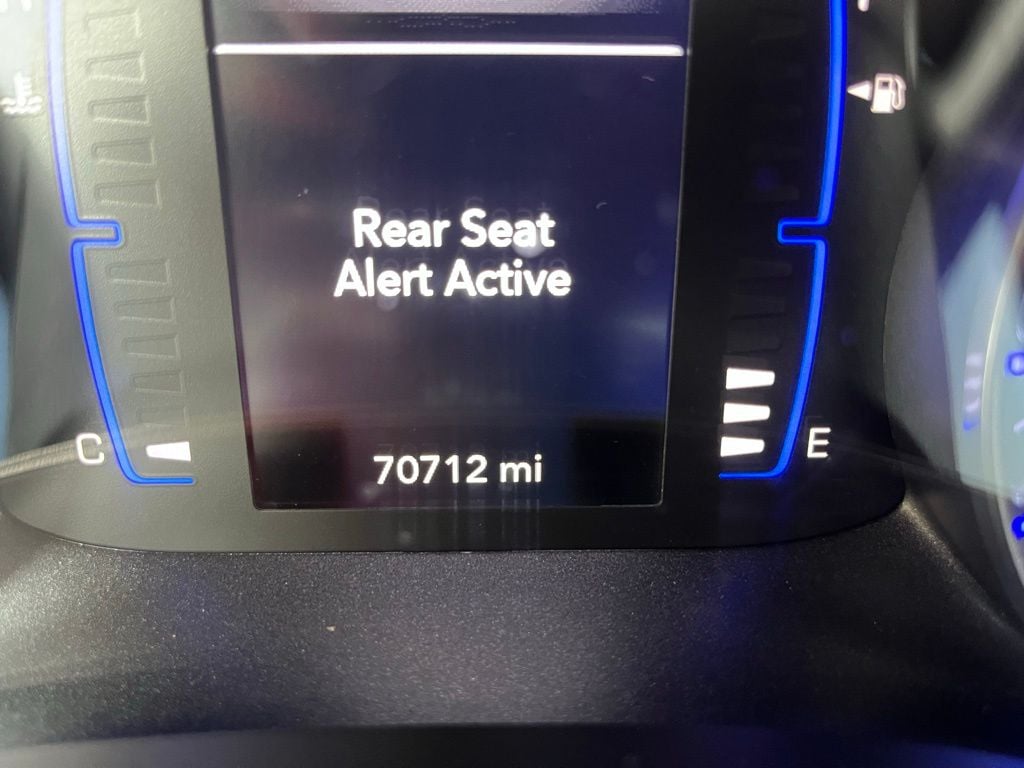 Rear Seat
Alert Active
C
E
70712 mi